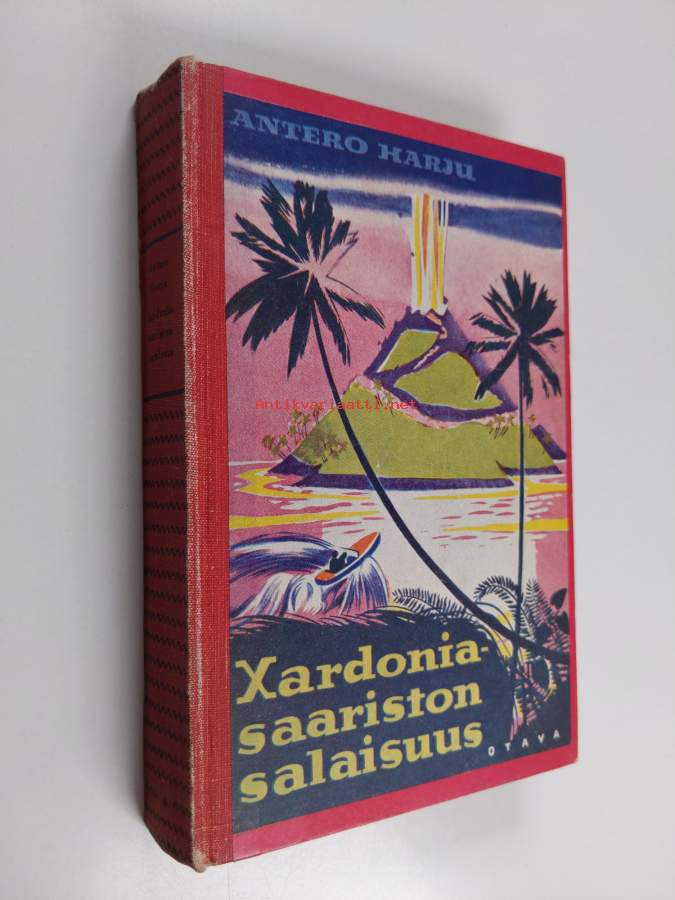 ANTERO HARJU
Antikvariaatti.net
Xardonia-
saariston
salaisuus
OTAVA